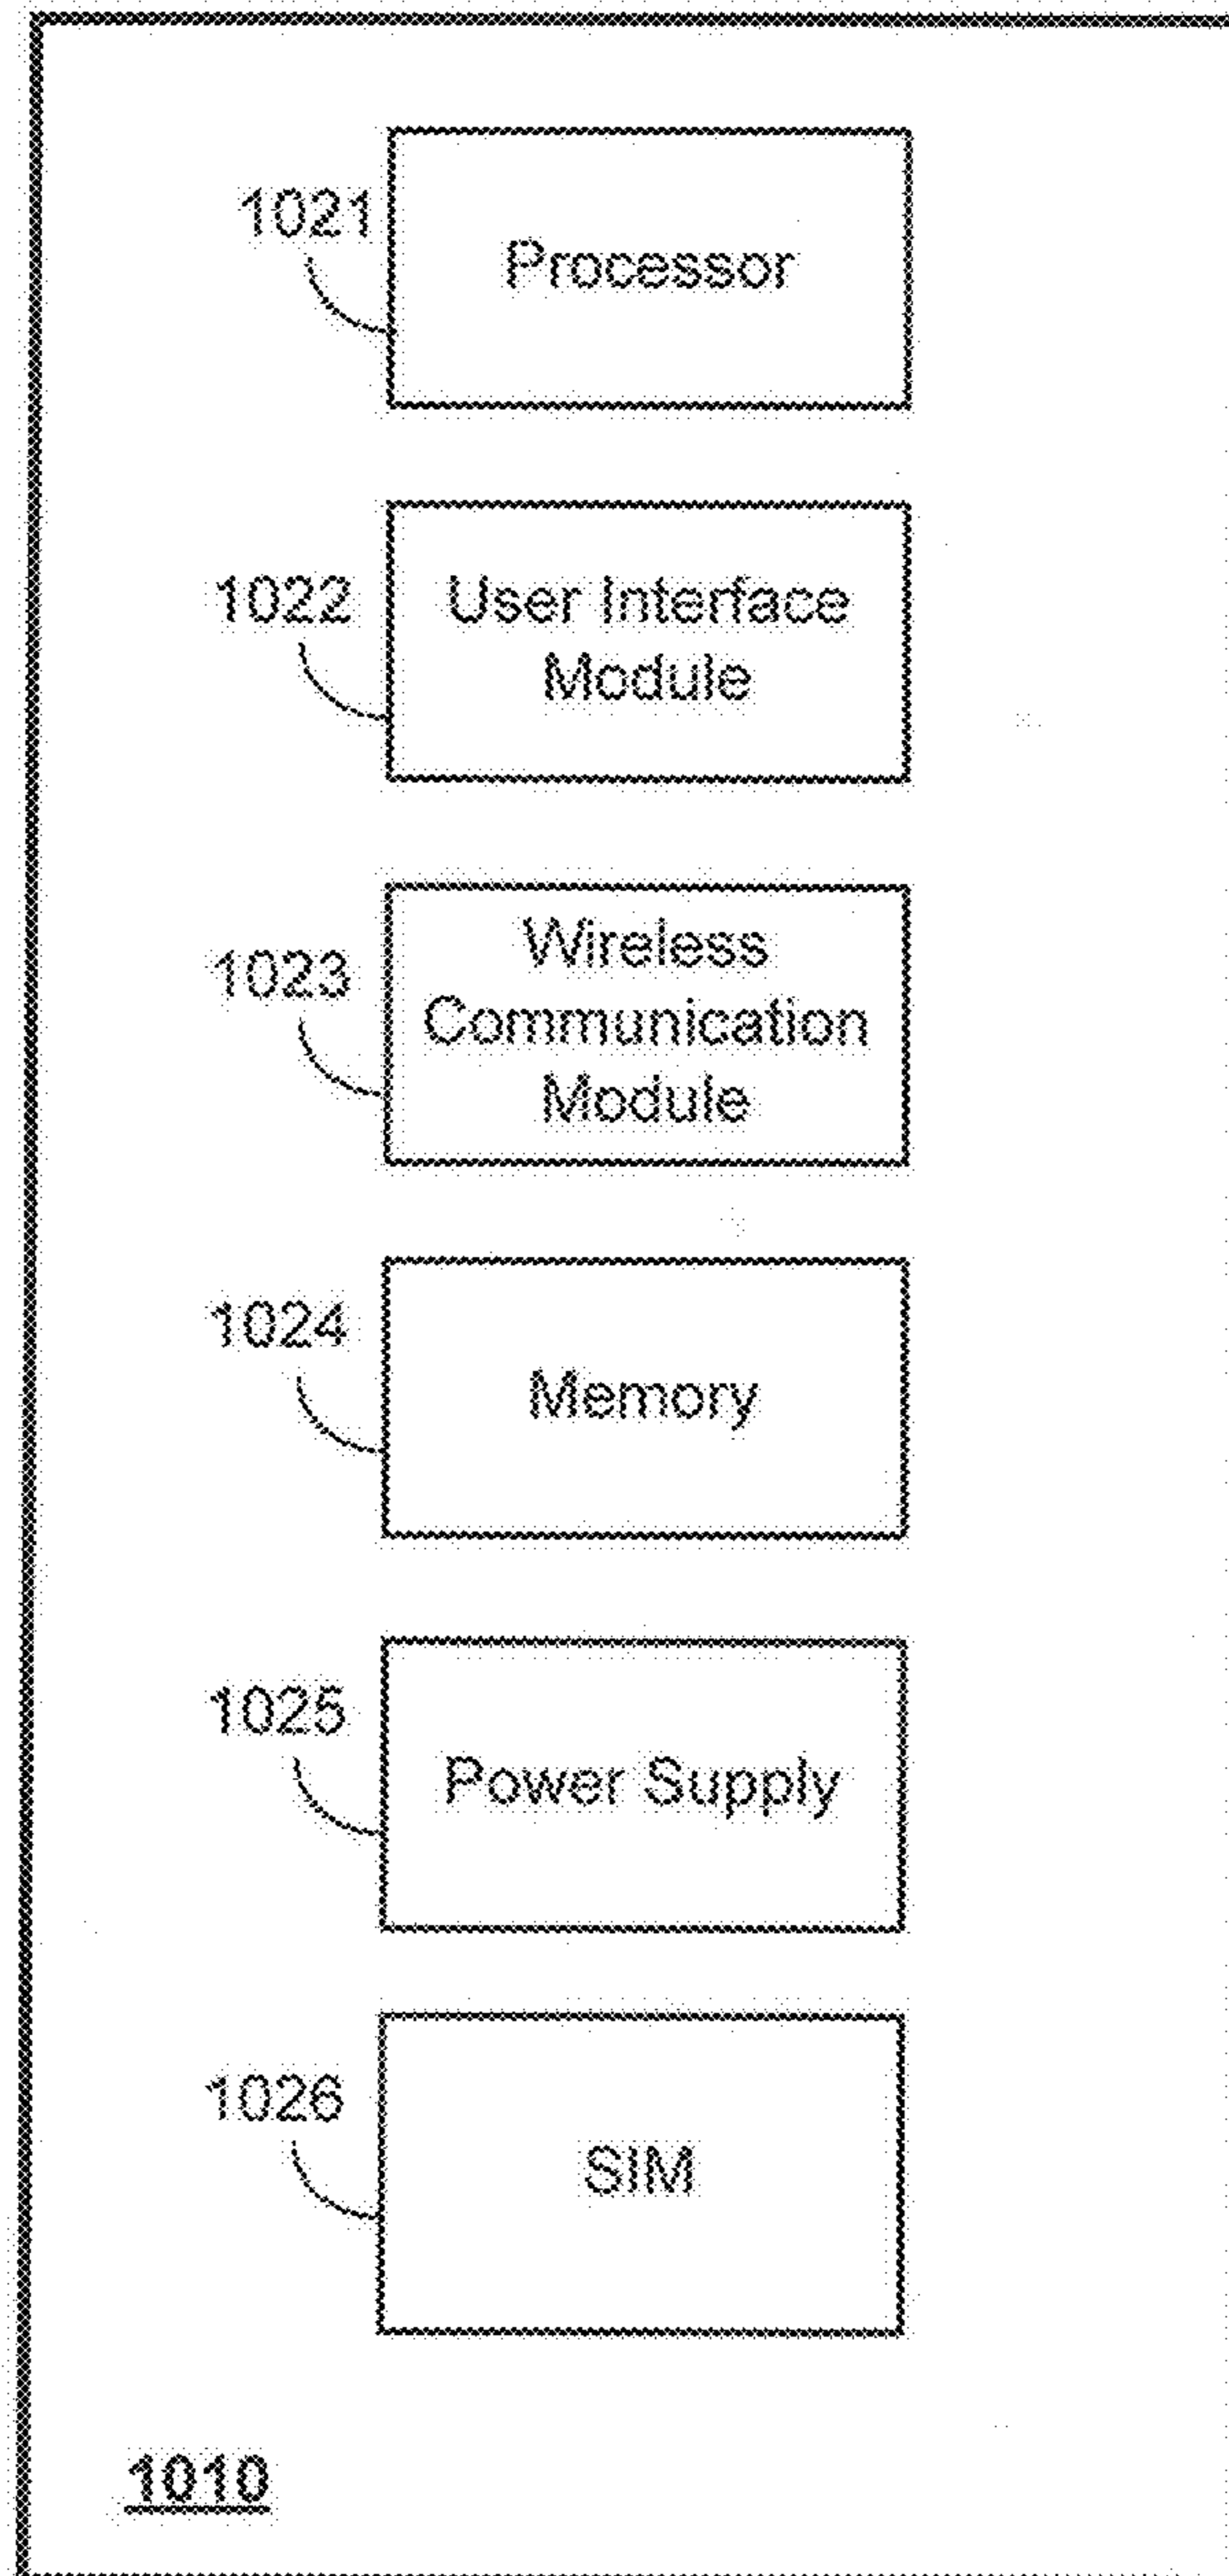 1021
Processor
1022
User Interface
Module
1023
Wireless
Communication
Module
1024
Memory
1025
Power Supply
1026
SIM
1010